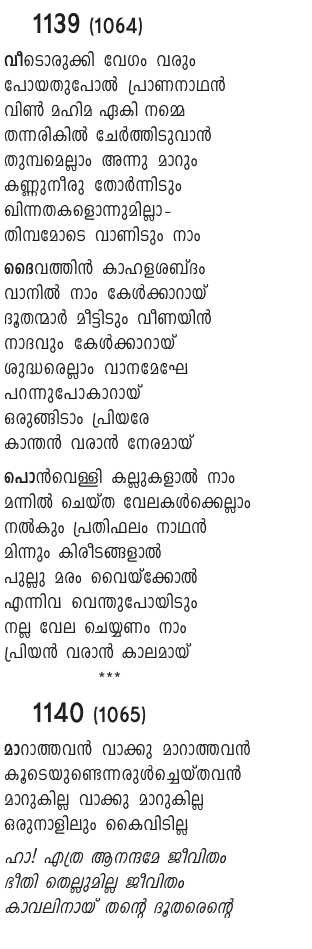 1139 (1064)
വീടൊരുക്കി വേഗം വരും
പോയതുപോൽ പ്രാണനാഥൻ
വിൺ മഹിമ ഏകി നമ്മെ
തന്നരികിൽ ചേർത്തിടുവാൻ
തുമ്പമെല്ലാം അന്നു മാറും
കണ്ണുനീരു തോർന്നിടും
ഖിന്നതകളൊന്നുമില്ലാ-
തിമ്പമോടെ വാണിടും നാം
ദൈവത്തിൻ കാഹളശബ്ദം
വാനിൽ നാം കേൾക്കാറായ്
ദൂതന്മാർ മീട്ടിടും വീണയിൻ
നാദവും കേൾക്കാറായ്
ശുദ്ധരെല്ലാം വാനമേഘേ
പറന്നുപോകാറായ്
ഒരുങ്ങിടാം പ്രിയരേ
കാന്തൻ വരാൻ നേരമായ്
പൊൻവെള്ളി കല്ലുകളാൽ നാം
മന്നിൽ ചെയ്ത വേലകൾക്കെല്ലാം
നൽകും പ്രതിഫലം നാഥൻ
മിന്നും കിരീടങ്ങളാൽ
പുല്ലു മരം വൈയ്ക്കോൽ
എന്നിവ വെന്തുപോയിടും
നല്ല വേല ചെയ്യണം നാം
പ്രിയൻ വരാൻ കാലമായ്
***
1140 (1065)
മാറാത്തവൻ വാക്കു മാറാത്തവൻ
കൂടെയുണ്ടെന്നരുൾച്ചെയ്തവൻ
മാറുകില്ല വാക്കു മാറുകില്ല
ഒരുനാളിലും കൈവിടില്ല
ഹാ! എത്ര ആനന്ദമേ ജീവിതം
ഭീതി തെല്ലുമില്ല ജീവിതം
കാവലിനായ് തന്റെ ദൂതരെന്റെ